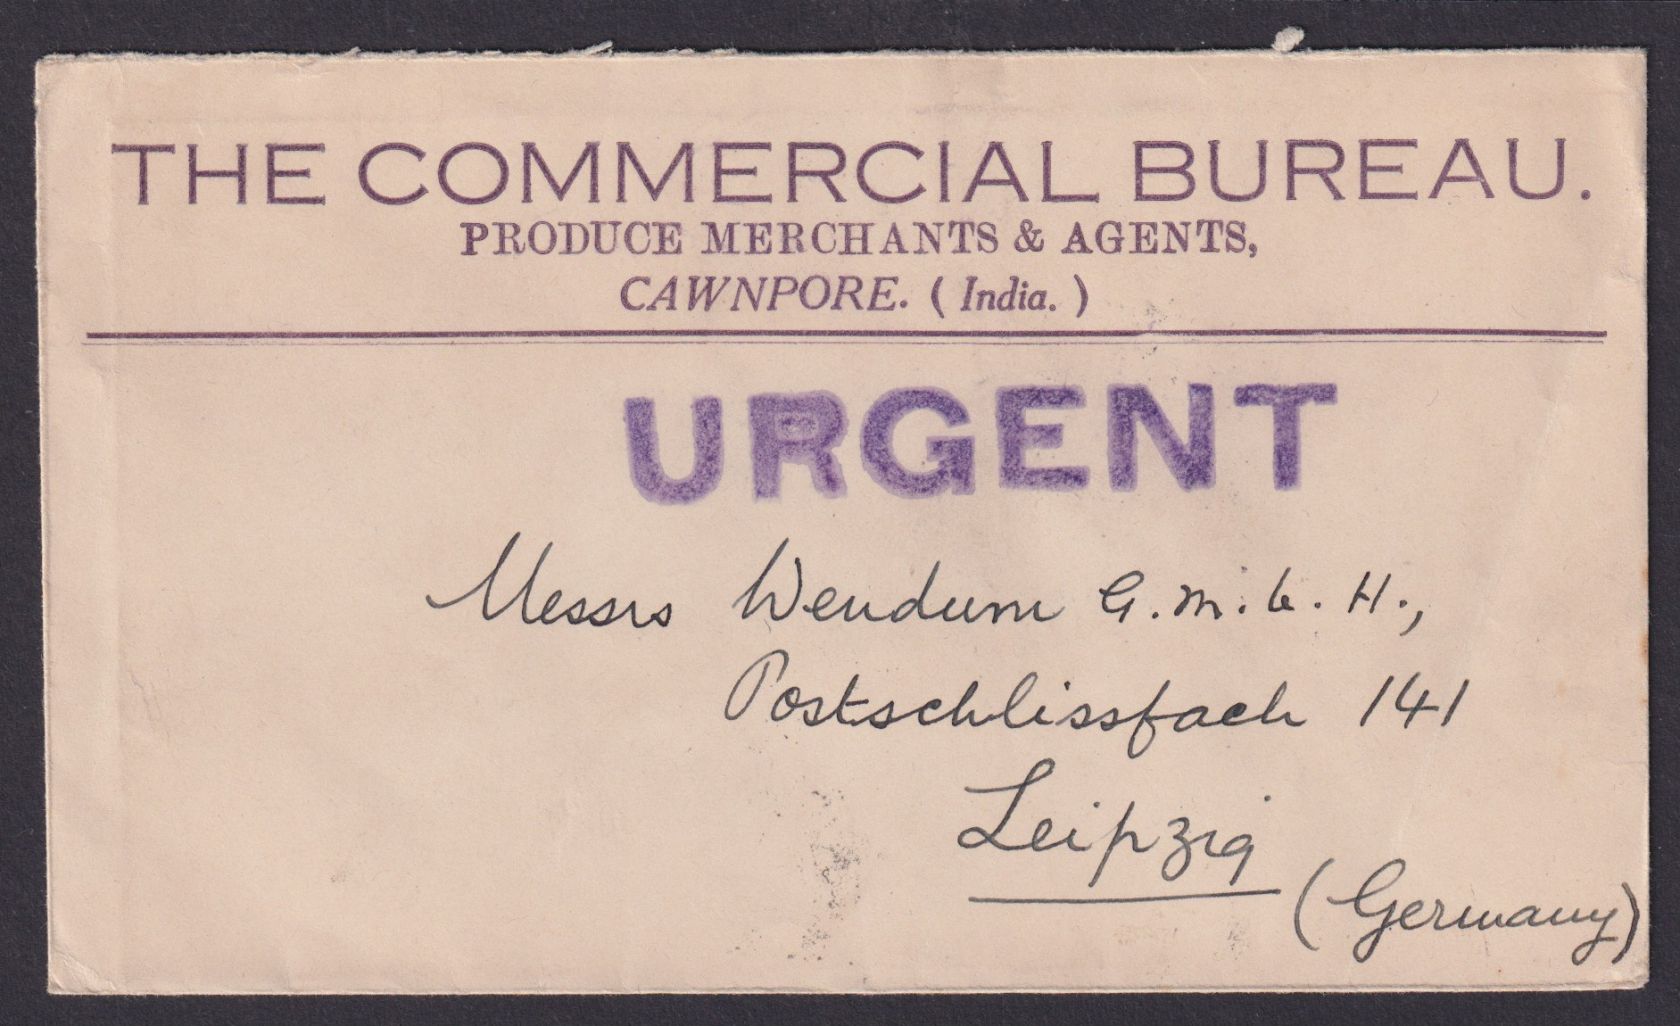 THE COMMERCIAL BUREAU.
PRODUCE MERCHANTS & AGENTS,
CAWNPORE. ( India. )
URGENT
Messrs Wendum G.m.b.H.,
Postschlissfach 141
Leipzig
(Germany)